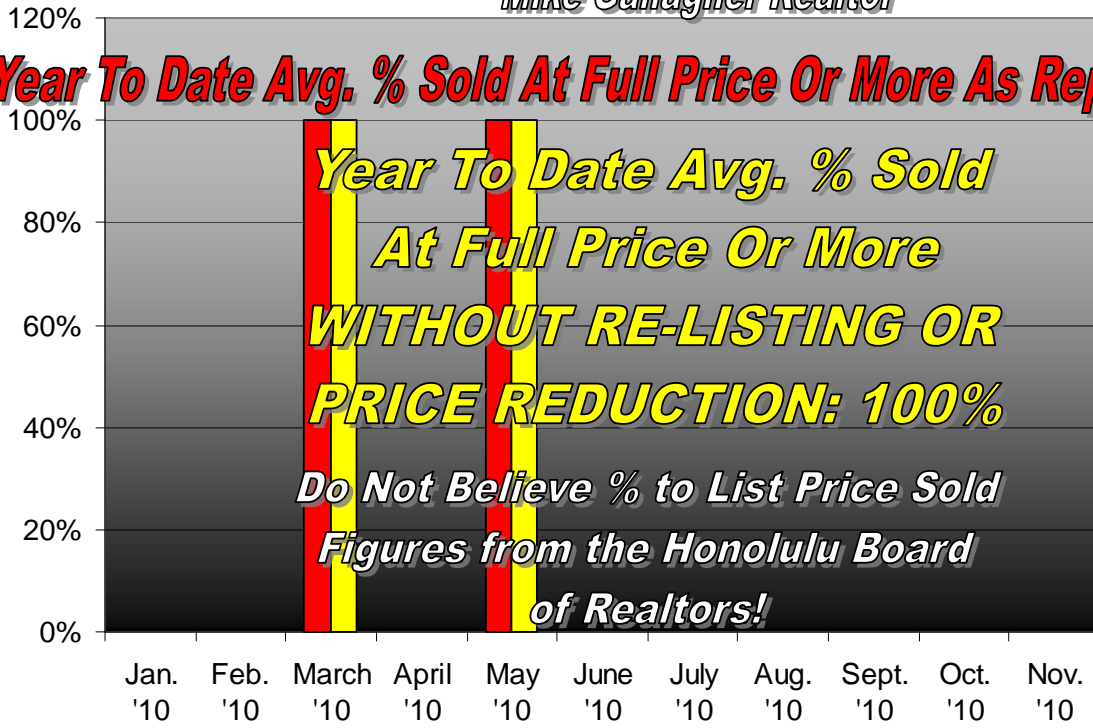 Mike Gallagher Realtor
120%
Year To Date Avg. % Sold At Full Price Or More As
100%
Year To Date Avg. % Sold
80%
At Full Price Or More
60%
WITHOUT RE-LISTING OR
PRICE REDUCTION: 100%
40%
Do Not Believe % to List Price Sold
20%
Figures from the Honolulu Board
of Realtors!
0%
Jan. Feb. March April May June July Aug. Sept. Oct. Nov.
'10 '10 '10 '10 '10 '10 '10 '10 '10 '10 '10